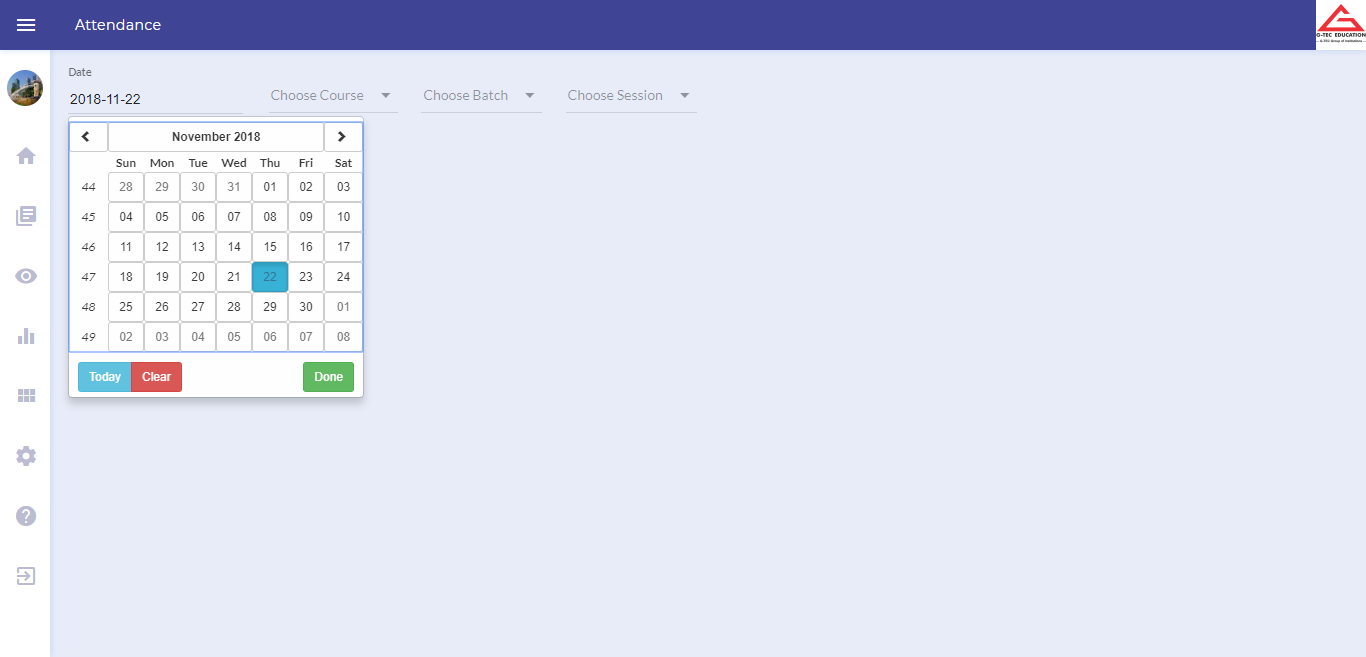 Attendance
G-TEC EDUCATION
Date
2018-11-22
Choose Course
Choose Batch
Choose Session
November 2018
Sun Mon Tue Wed Thu Fri Sat
44 28 29 30 31 01 02 03
45 04 05 06 07 08 09 10
46 11 12 13 14 15 16 17
47 18 19 20 21 22 23 24
48 25 26 27 28 29 30 01
49 02 03 04 05 06 07 08
Today Clear Done